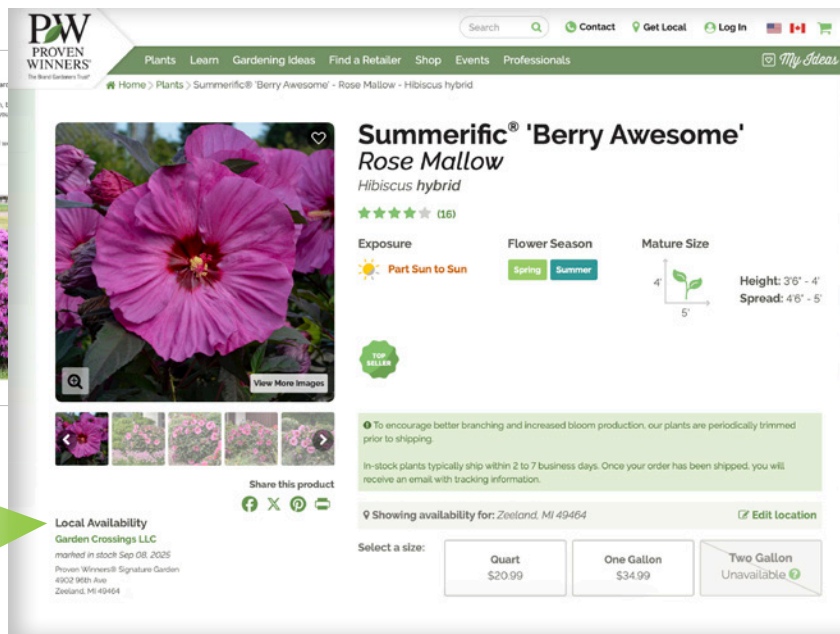 PW
PROVEN
WINNERS®
The Brand Gardeners Trust®
Search
Contact
Get Local
Log In
Plants Learn Gardening Ideas Find a Retailer Shop Events Professionals
My Ideas
Home > Plants > Summerific® 'Berry Awesome' - Rose Mallow - Hibiscus hybrid
Summerific® 'Berry Awesome'
Rose Mallow
Hibiscus hybrid
(16)
Exposure
Part Sun to Sun
Flower Season
Spring Summer
Mature Size
4'
5'
Height: 3'6" - 4'
Spread: 4'6" - 5'
TOP
SELLER
View More Images
Share this product
Local Availability
Garden Crossings LLC
marked in stock Sep 08, 2025
Proven Winners® Signature Garden
4902 96th Ave
Zeeland, MI 49464
To encourage better branching and increased bloom production, our plants are periodically trimmed
prior to shipping.
In-stock plants typically ship within 2 to 7 business days. Once your order has been shipped, you will
receive an email with tracking information.
Showing availability for: Zeeland, MI 49464
Edit location
Select a size:
Quart
$20.99
One Gallon
$34.99
Two Gallon
Unavailable ?